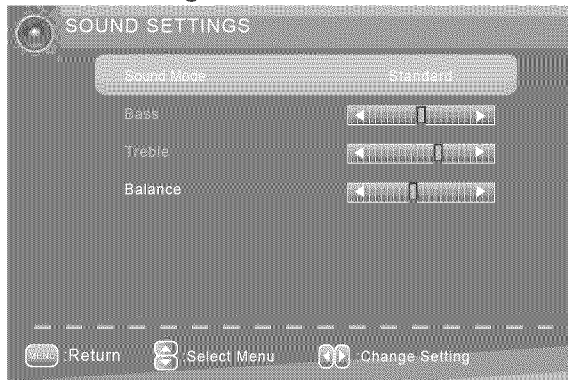 SOUND SETTINGS
Sound Mode Standard
Bass
Treble
Balance
MENU :Return :Select Menu :Change Setting